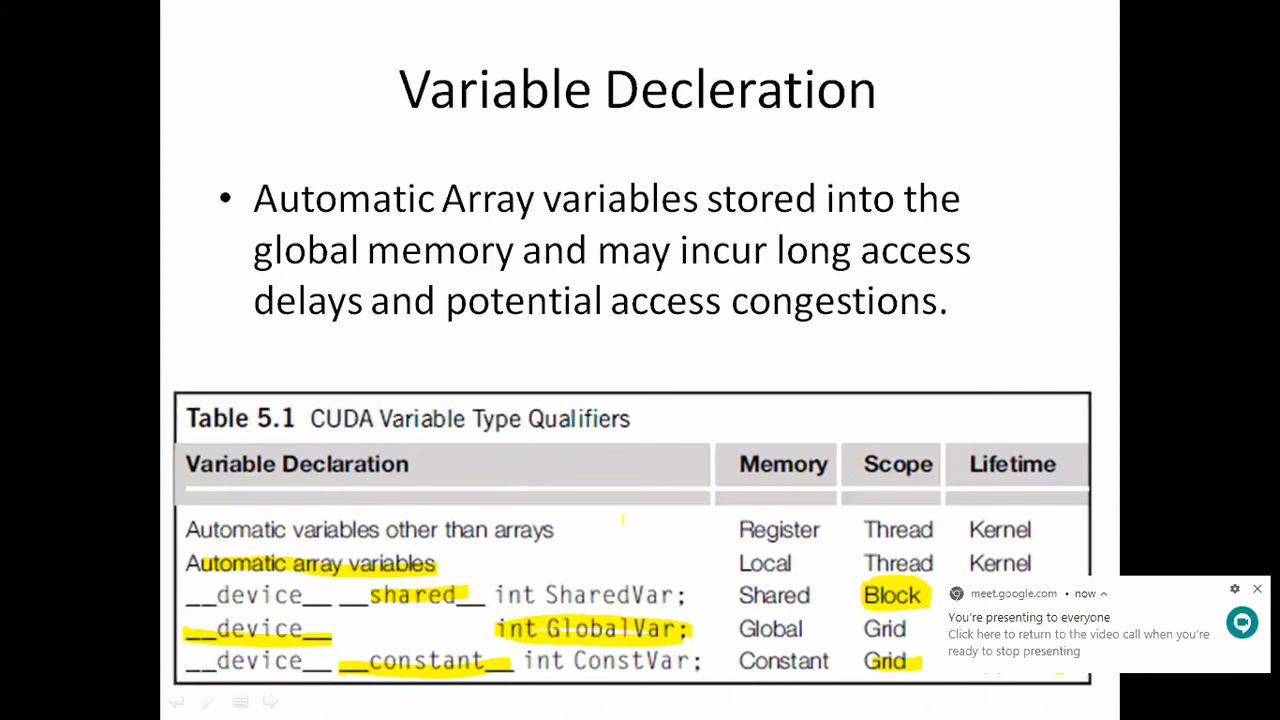 Variable Decleration
• Automatic Array variables stored into the
global memory and may incur long access
delays and potential access congestions.
Table 5.1 CUDA Variable Type Qualifiers
Variable Declaration Memory Scope Lifetime
Automatic variables other than arrays Register Thread Kernel
Automatic array variables Local Thread Kernel
__device__ __shared__ int SharedVar; Shared Block
__device__ int GlobalVar; Global Grid
__device__ __constant__ int ConstVar; Constant Grid
meet.google.com • now
You're presenting to everyone
Click here to return to the video call when you're
ready to stop presenting